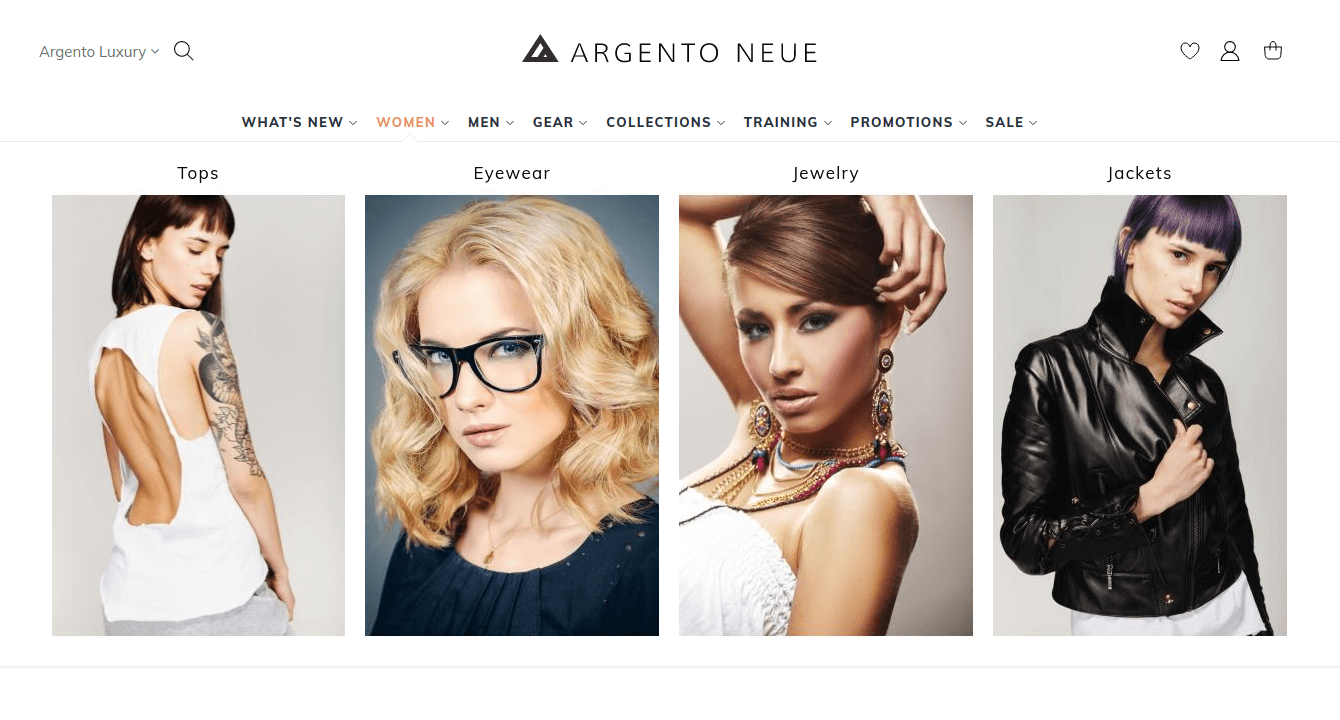 Argento Luxury
ARGENTO NEUE
WHAT'S NEW WOMEN MEN GEAR COLLECTIONS TRAINING PROMOTIONS SALE
Tops Eyewear Jewelry Jackets